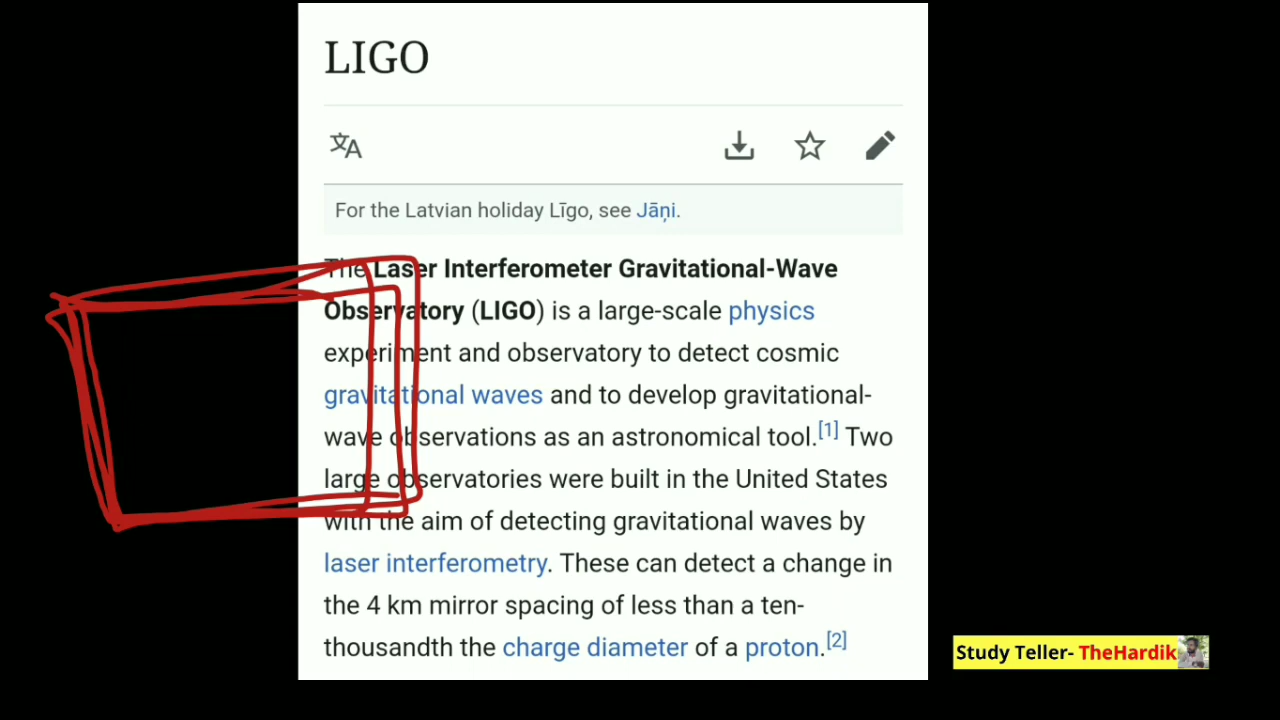 LIGO
文A
For the Latvian holiday Līgo, see Jāņi.
The Laser Interferometer Gravitational-Wave
Observatory (LIGO) is a large-scale physics
experiment and observatory to detect cosmic
gravitational waves and to develop gravitational-
wave observations as an astronomical tool.[1] Two
large observatories were built in the United States
with the aim of detecting gravitational waves by
laser interferometry. These can detect a change in
the 4 km mirror spacing of less than a ten-
thousandth the charge diameter of a proton.[2]
Study Teller- TheHardik